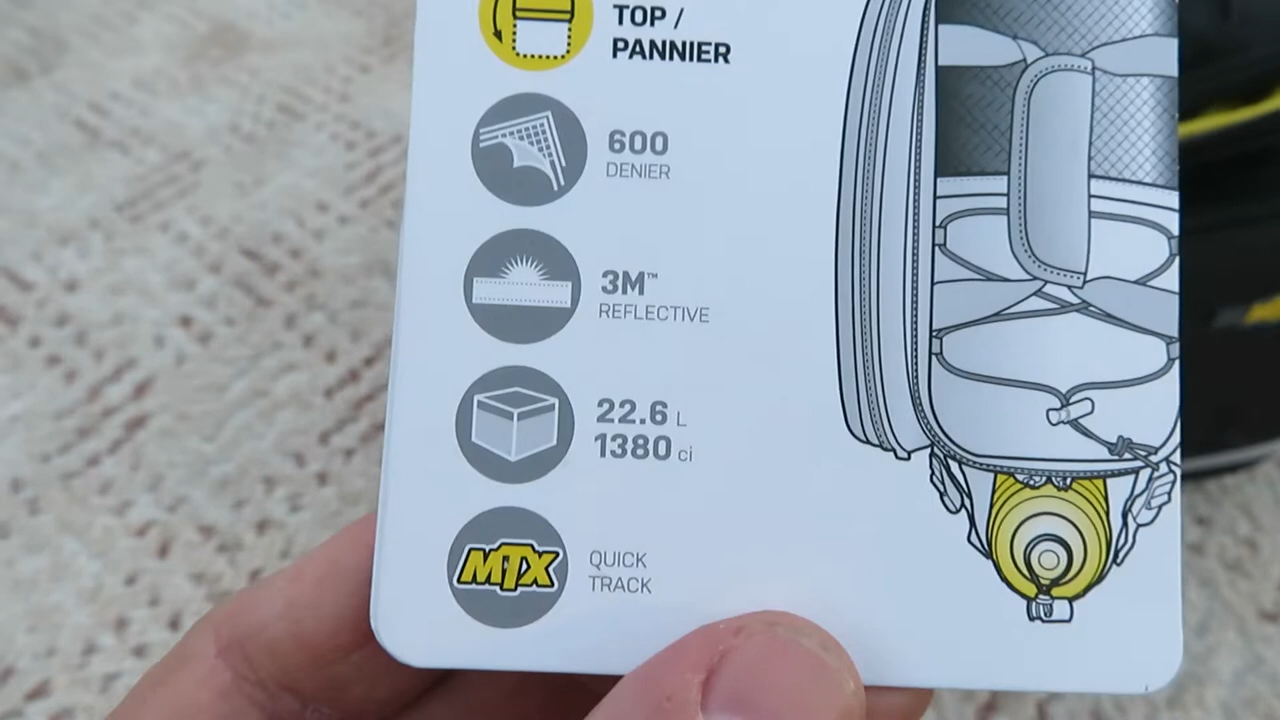 TOP /
PANNIER
600
DENIER
3M™
REFLECTIVE
22.6 L
1380 ci
MTX
QUICK
TRACK